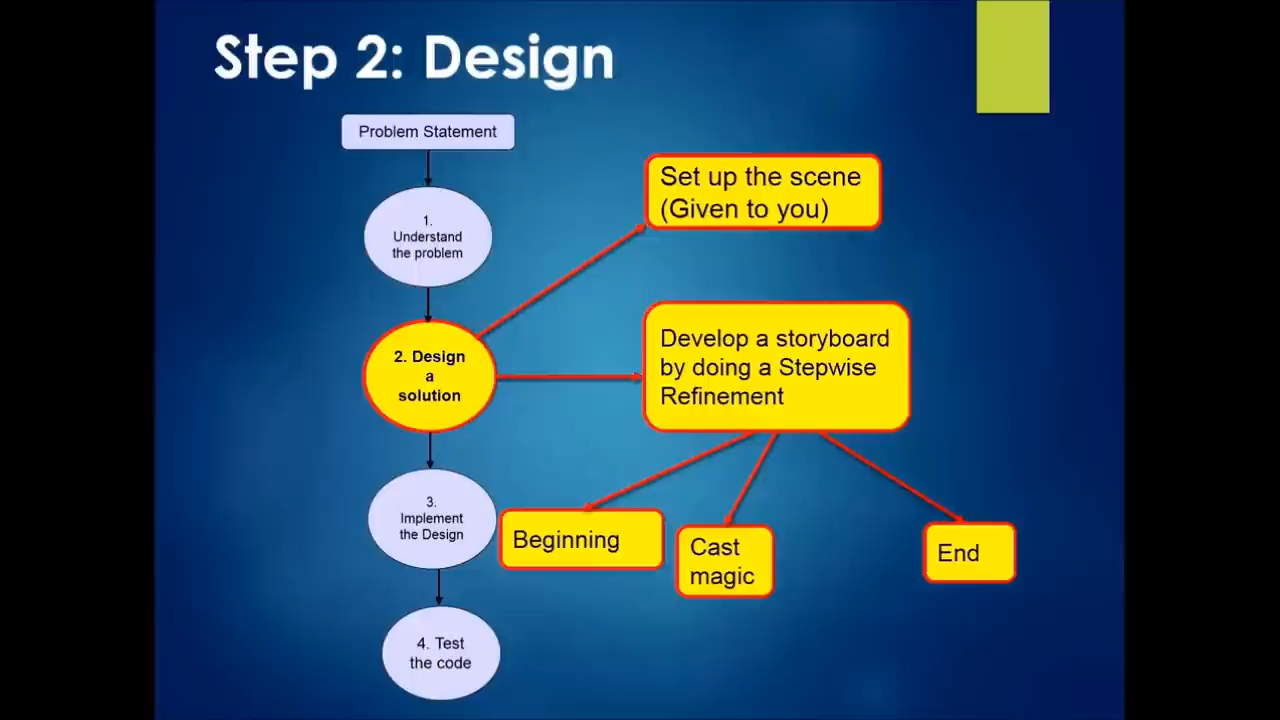 Step 2: Design
Problem Statement
1.
Understand
the problem
Set up the scene
(Given to you)
2. Design
a
solution
Develop a storyboard
by doing a Stepwise
Refinement
3.
Implement
the Design
Beginning
Cast
magic
End
4. Test
the code